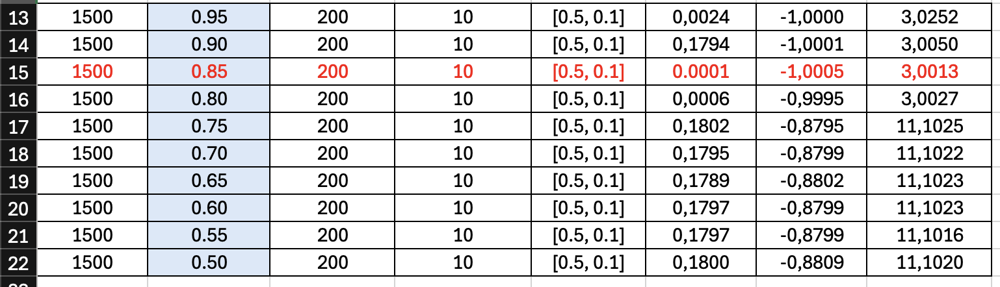 13 1500 0.95 200 10 [0.5, 0.1] 0,0024 -1,0000 3,0252
14 1500 0.90 200 10 [0.5, 0.1] 0,1794 -1,0001 3,0050
15 1500 0.85 200 10 [0.5, 0.1] 0.0001 -1,0005 3,0013
16 1500 0.80 200 10 [0.5, 0.1] 0,0006 -0,9995 3,0027
17 1500 0.75 200 10 [0.5, 0.1] 0,1802 -0,8795 11,1025
18 1500 0.70 200 10 [0.5, 0.1] 0,1795 -0,8799 11,1022
19 1500 0.65 200 10 [0.5, 0.1] 0,1789 -0,8802 11,1023
20 1500 0.60 200 10 [0.5, 0.1] 0,1797 -0,8799 11,1023
21 1500 0.55 200 10 [0.5, 0.1] 0,1797 -0,8799 11,1016
22 1500 0.50 200 10 [0.5, 0.1] 0,1800 -0,8809 11,1020